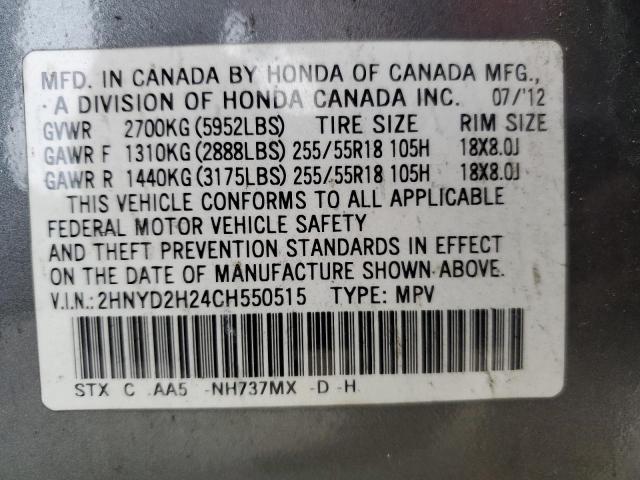 MFD. IN CANADA BY HONDA OF CANADA MFG.,
A DIVISION OF HONDA CANADA INC. 07/'12
GVWR 2700KG (5952LBS) TIRE SIZE RIM SIZE
GAWR F 1310KG (2888LBS) 255/55R18 105H 18X8.0J
GAWR R 1440KG (3175LBS) 255/55R18 105H 18X8.0J
THIS VEHICLE CONFORMS TO ALL APPLICABLE
FEDERAL MOTOR VEHICLE SAFETY
AND THEFT PREVENTION STANDARDS IN EFFECT
ON THE DATE OF MANUFACTURE SHOWN ABOVE.
V.I.N.: 2HNYD2H24CH550515 TYPE: MPV
STX C AA5 -NH737MX -D -H